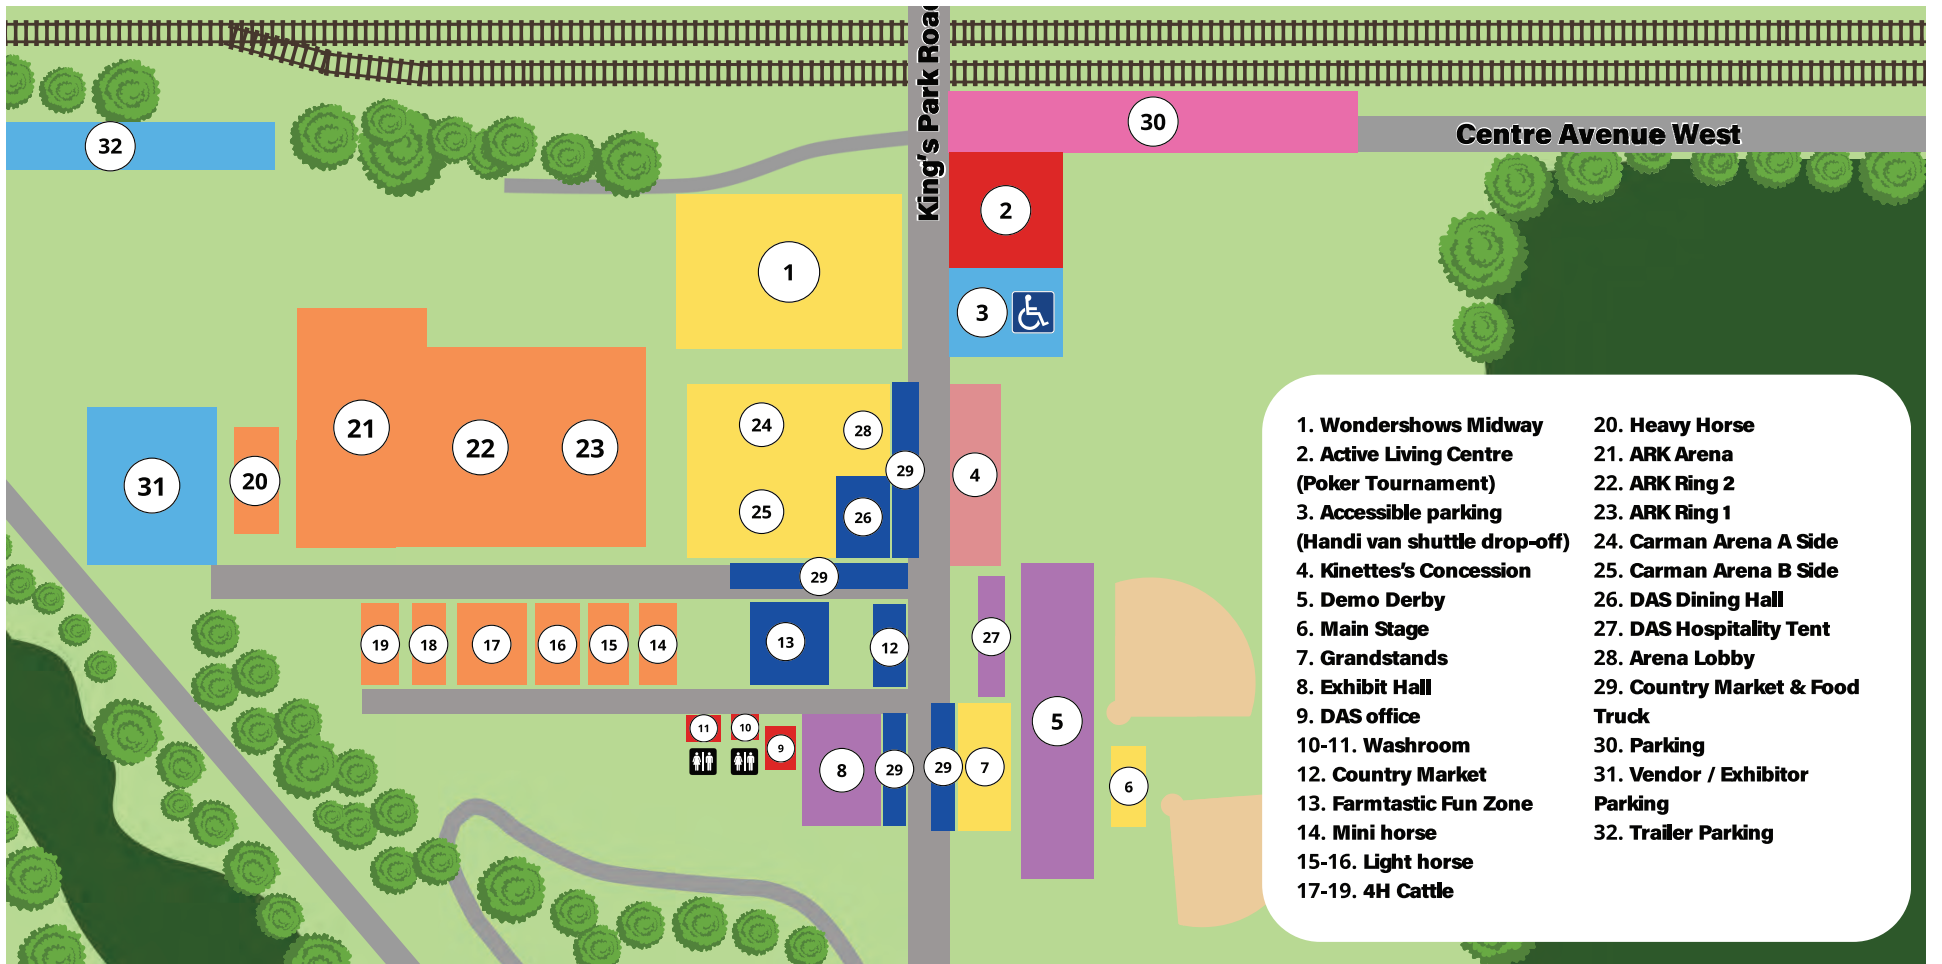 King's Park Road
Centre Avenue West
32
30
2
1
3
24
28
21
22
23
29
4
31
20
25
26
29
27
19
18
17
16
15
14
13
12
11
10
9
8
29
29
7
5
6
1. Wondershows Midway
2. Active Living Centre
(Poker Tournament)
3. Accessible parking
(Handi van shuttle drop-off)
4. Kinettes's Concession
5. Demo Derby
6. Main Stage
7. Grandstands
8. Exhibit Hall
9. DAS office
10-11. Washroom
12. Country Market
13. Farmtastic Fun Zone
14. Mini horse
15-16. Light horse
17-19. 4H Cattle
20. Heavy Horse
21. ARK Arena
22. ARK Ring 2
23. ARK Ring 1
24. Carman Arena A Side
25. Carman Arena B Side
26. DAS Dining Hall
27. DAS Hospitality Tent
28. Arena Lobby
29. Country Market & Food
Truck
30. Parking
31. Vendor / Exhibitor
Parking
32. Trailer Parking